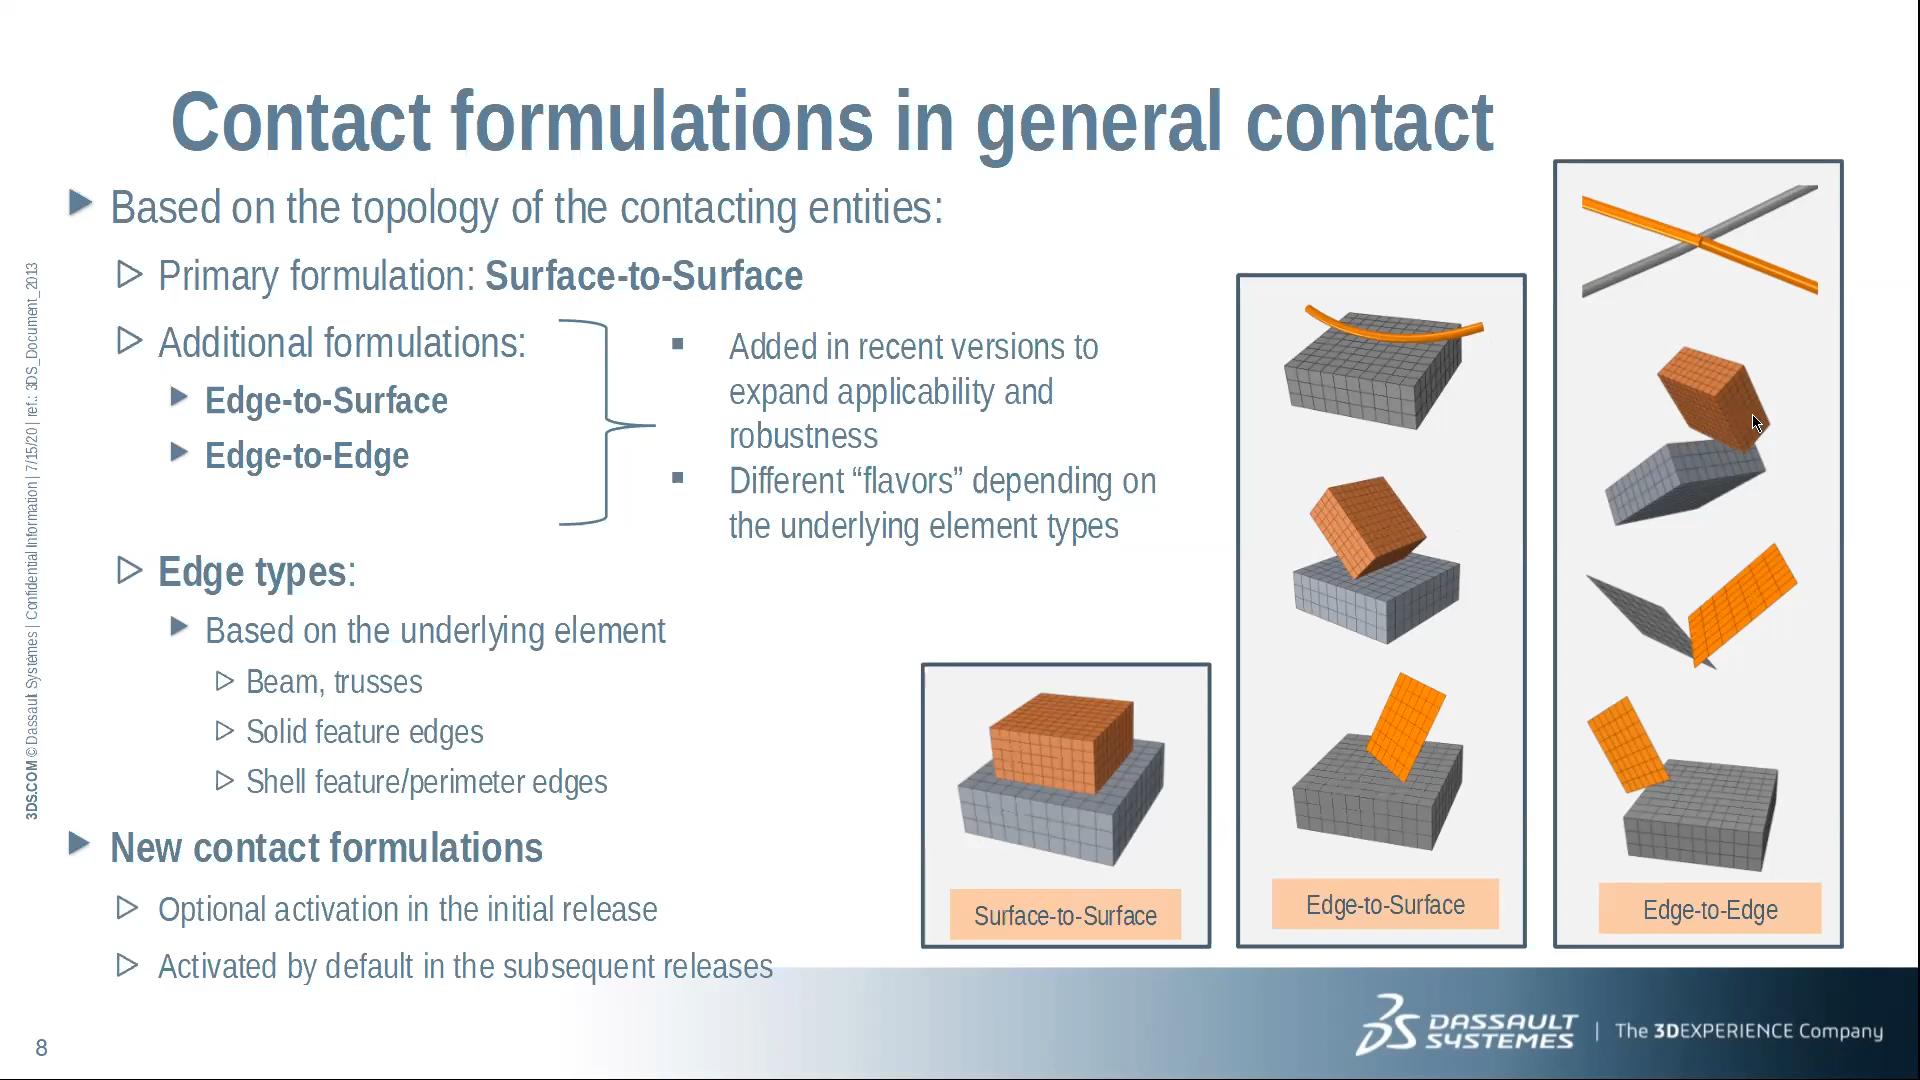 Contact formulations in general contact
Based on the topology of the contacting entities:
Primary formulation: Surface-to-Surface
Additional formulations:
Edge-to-Surface
Edge-to-Edge
Added in recent versions to
expand applicability and
robustness
Different “flavors” depending on
the underlying element types
Edge types:
Based on the underlying element
Beam, trusses
Solid feature edges
Shell feature/perimeter edges
New contact formulations
Optional activation in the initial release
Activated by default in the subsequent releases
Surface-to-Surface
Edge-to-Surface
Edge-to-Edge
3DS.COM © Dassault Systèmes | Confidential Information | 7/15/20 | ref.: 3DS_Document_2013
8
3DS DASSAULT
SYSTEMES | The 3DEXPERIENCE Company